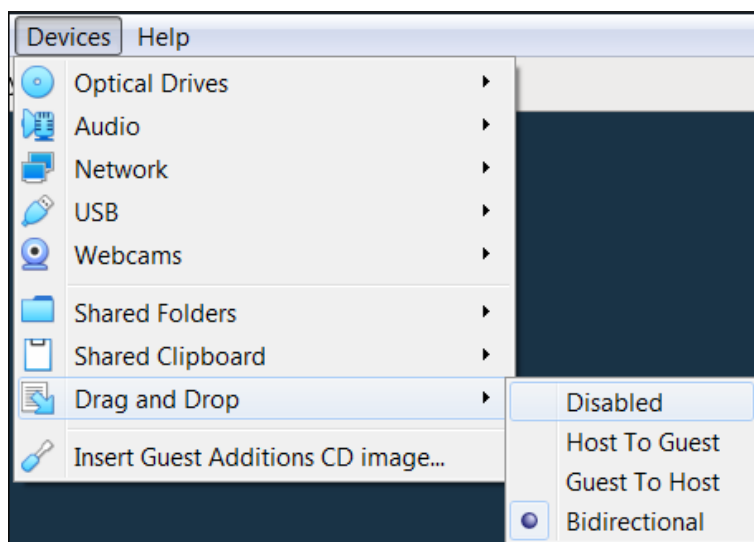 Devices Help
Optical Drives
Audio
Network
USB
Webcams
Shared Folders
Shared Clipboard
Drag and Drop
Insert Guest Additions CD image...
Disabled
Host To Guest
Guest To Host
Bidirectional